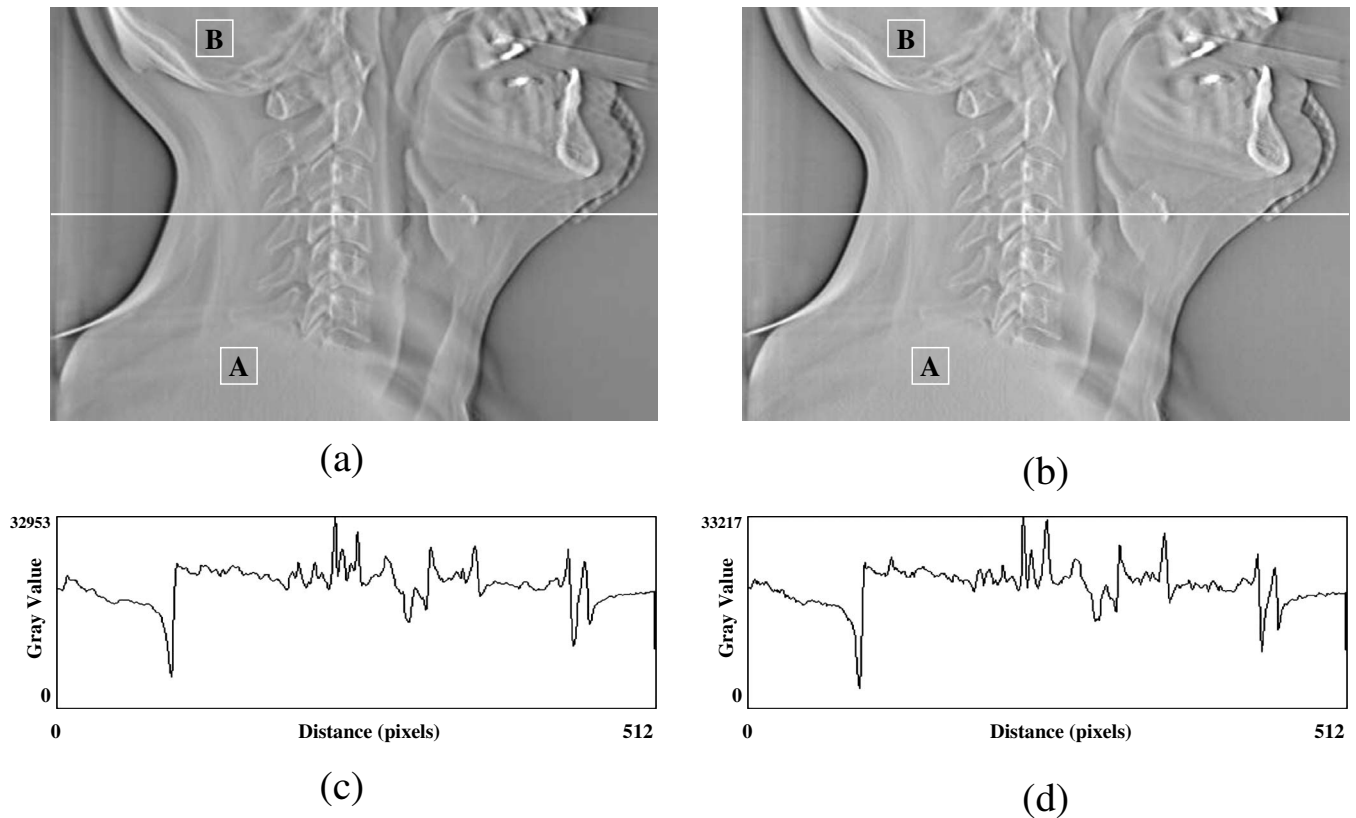 B
A
B
A
(a)
(b)
32953
Gray Value
0
0
Distance (pixels)
512
33217
Gray Value
0
0
Distance (pixels)
512
(c)
(d)